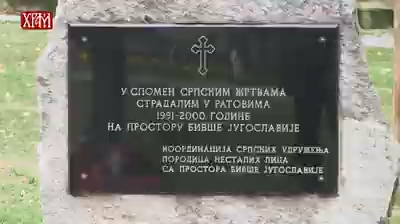 ХРАМ
У СПОМЕН СРПСКИМ ЖРТВАМА
СТРАДАЛИМ У РАТОВИМА
1991-2000. ГОДИНЕ
НА ПРОСТОРУ БИВШЕ ЈУГОСЛАВИЈЕ
КООРДИНАЦИЈА СРПСКИХ УДРУЖЕЊА
ПОРОДИЦА НЕСТАЛИХ ЛИЦА
СА ПРОСТОРА БИВШЕ ЈУГОСЛАВИЈЕ